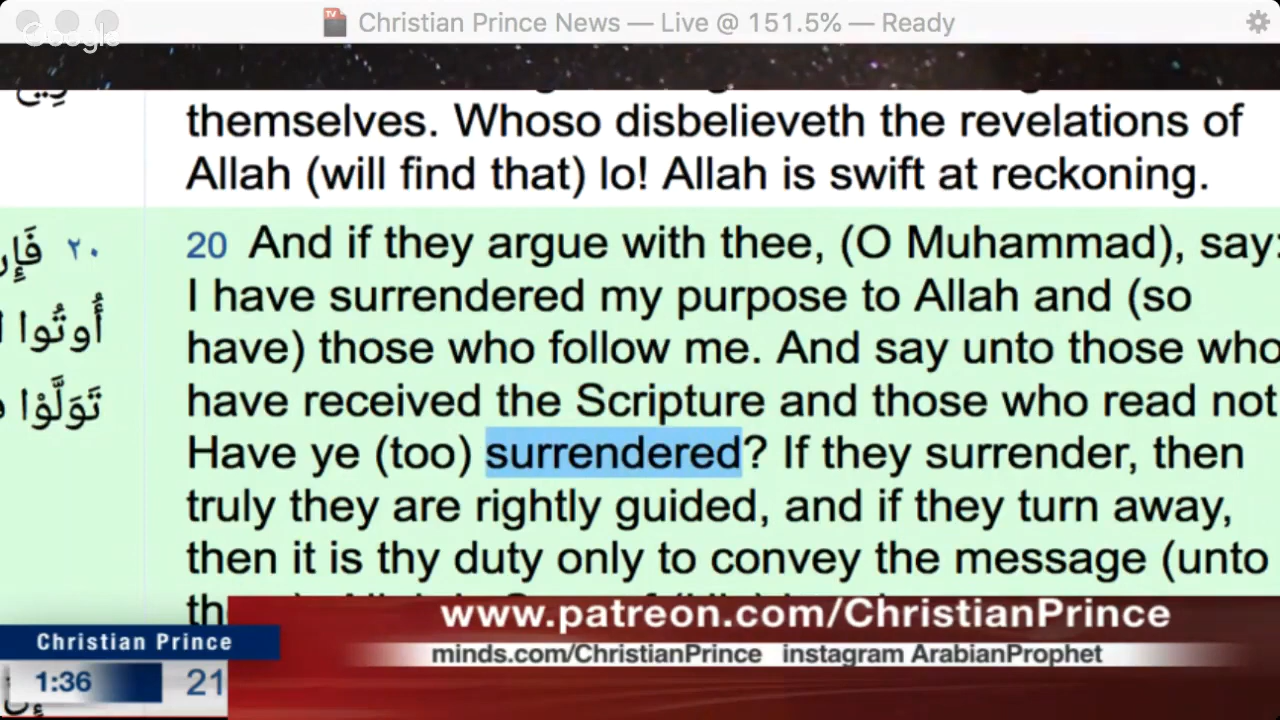 Christian Prince News — Live @ 151.5% — Ready
Google
themselves. Whoso disbelieveth the revelations of
Allah (will find that) lo! Allah is swift at reckoning.
٢٠
20 And if they argue with thee, (O Muhammad), say:
I have surrendered my purpose to Allah and (so
أُوتُوا
have) those who follow me. And say unto those who
have received the Scripture and those who read not
تَوَلَّوْا
Have ye (too) surrendered? If they surrender, then
truly they are rightly guided, and if they turn away,
then it is thy duty only to convey the message (unto
www.patreon.com/ChristianPrince
Christian Prince
minds.com/ChristianPrince instagram ArabianProphet
1:36
21